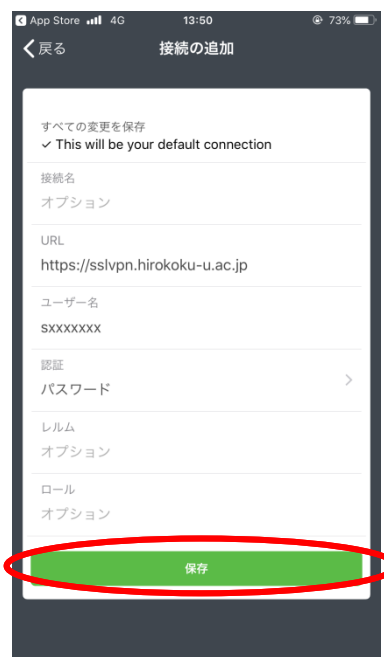 App Store 4G 13:50 73%
戻る 接続の追加
すべての変更を保存
✓ This will be your default connection
接続名
オプション
URL
https://sslvpn.hirokoku-u.ac.jp
ユーザー名
sxxxxxxx
認証
パスワード
レルム
オプション
ロール
オプション
保存